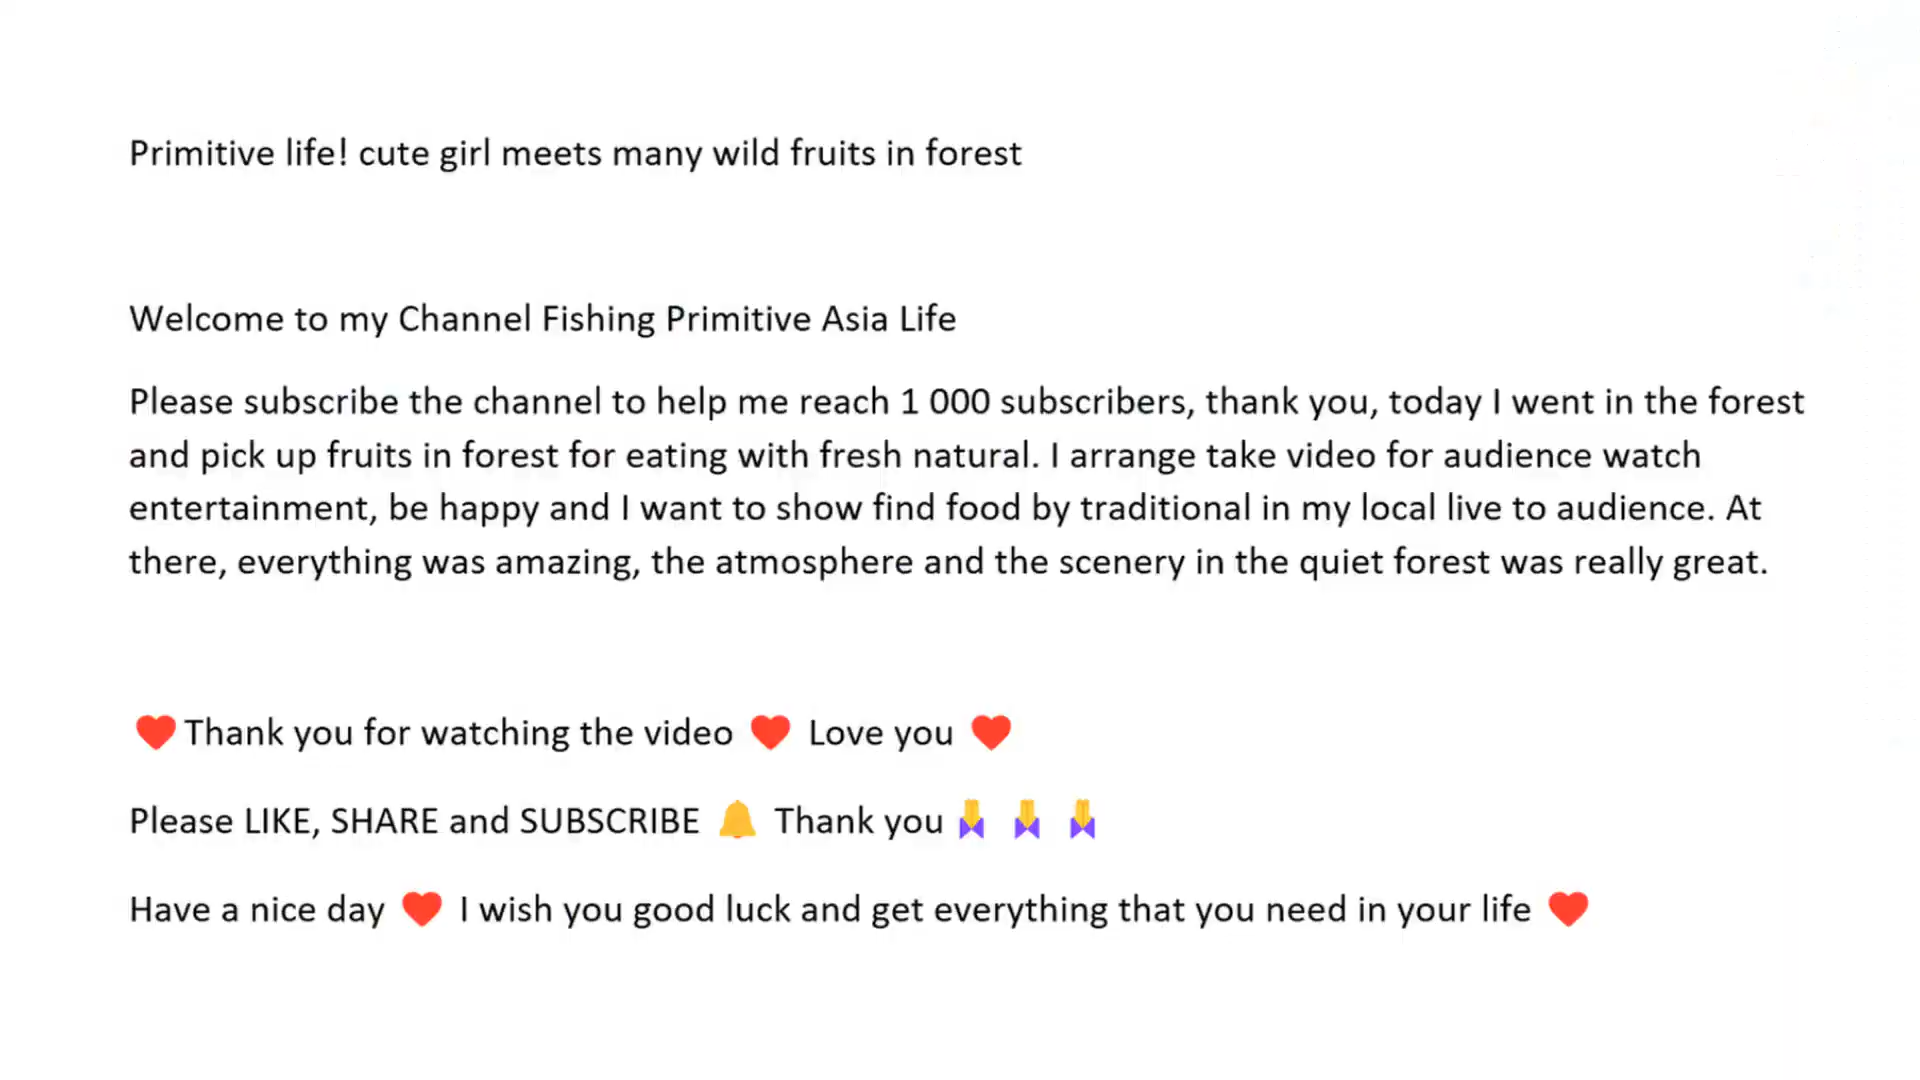 Primitive life! cute girl meets many wild fruits in forest
Welcome to my Channel Fishing Primitive Asia Life
Please subscribe the channel to help me reach 1 000 subscribers, thank you, today I went in the forest
and pick up fruits in forest for eating with fresh natural. I arrange take video for audience watch
entertainment, be happy and I want to show find food by traditional in my local live to audience. At
there, everything was amazing, the atmosphere and the scenery in the quiet forest was really great.
❤️Thank you for watching the video ❤️ Love you ❤️
Please LIKE, SHARE and SUBSCRIBE 🔔 Thank you🙏 🙏 🙏
Have a nice day ❤️ I wish you good luck and get everything that you need in your life ❤️